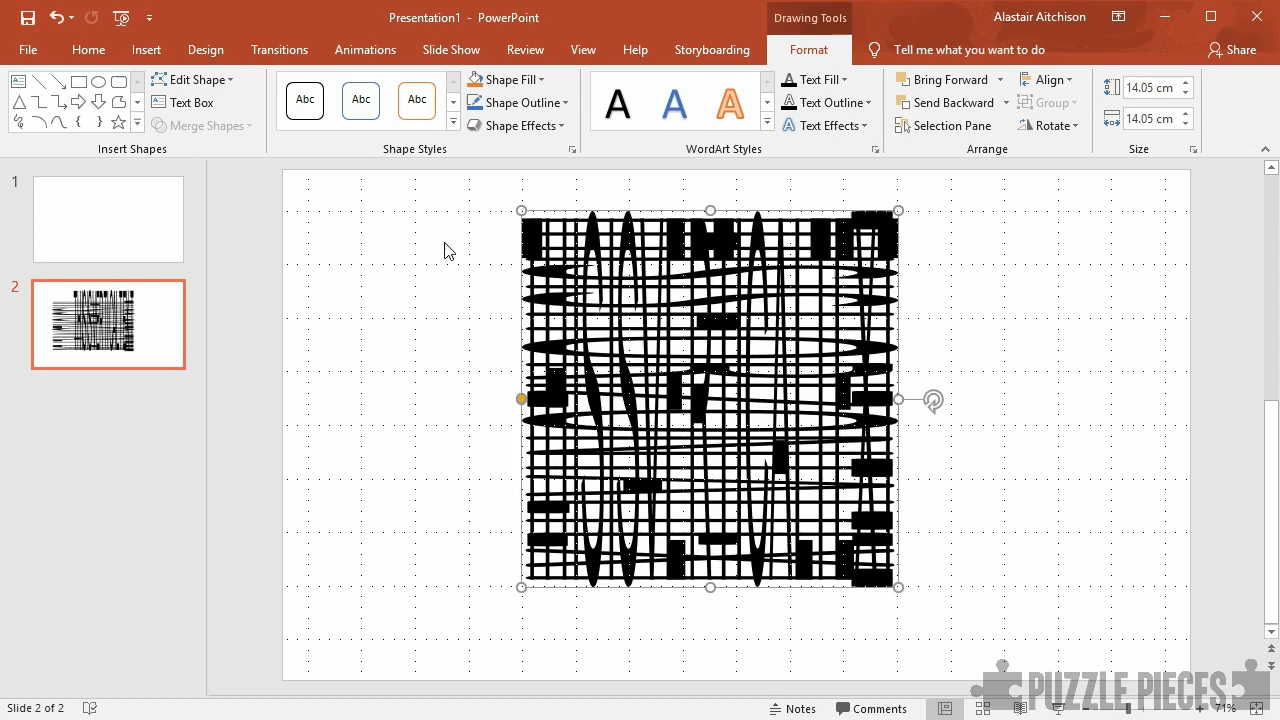 Presentation1 - PowerPoint
Drawing Tools
Alastair Aitchison
File Home Insert Design Transitions Animations Slide Show Review View Help Storyboarding Format Tell me what you want to do Share
Edit Shape
Text Box
Merge Shapes
Insert Shapes
Abc Abc Abc
Shape Fill
Shape Outline
Shape Effects
Shape Styles
A A A
Text Fill
Text Outline
Text Effects
WordArt Styles
Bring Forward
Send Backward
Selection Pane
Align
Group
Rotate
Arrange
14.05 cm
14.05 cm
Size
1
2
PUZZLE PIECES
Slide 2 of 2
Notes
Comments
71%